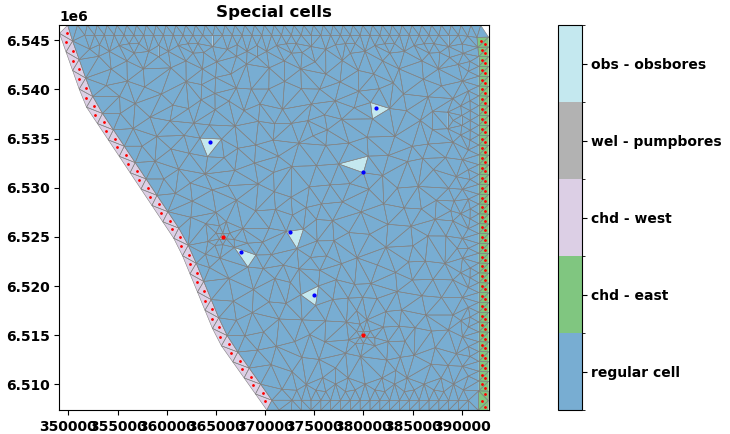 Special cells
1e6
6.545
6.540
6.535
6.530
6.525
6.520
6.515
6.510
350000 355000 360000 365000 370000 375000 380000 385000 390000
obs - obsbores
wel - pumpbores
chd - west
chd - east
regular cell